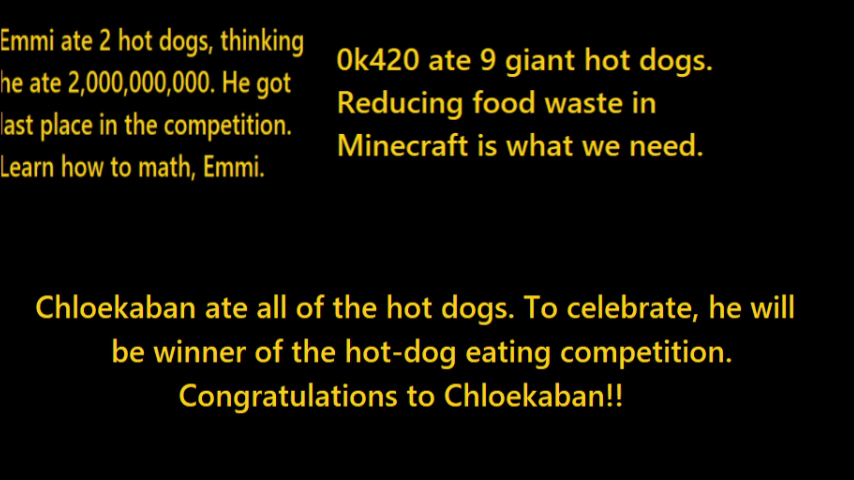 Emmi ate 2 hot dogs, thinking
he ate 2,000,000,000. He got
last place in the competition.
Learn how to math, Emmi.
0k420 ate 9 giant hot dogs.
Reducing food waste in
Minecraft is what we need.
Chloekaban ate all of the hot dogs. To celebrate, he will
be winner of the hot-dog eating competition.
Congratulations to Chloekaban!!